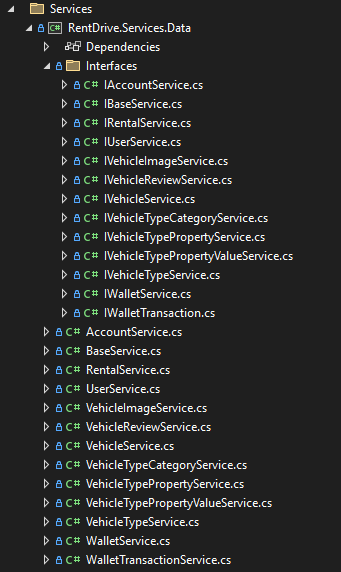 Services
C# RentDrive.Services.Data
Dependencies
Interfaces
C# IAccountService.cs
C# IBaseService.cs
C# IRentalService.cs
C# IUserService.cs
C# IVehicleImageService.cs
C# IVehicleReviewService.cs
C# IVehicleService.cs
C# IVehicleTypeCategoryService.cs
C# IVehicleTypePropertyService.cs
C# IVehicleTypePropertyValueService.cs
C# IVehicleTypeService.cs
C# IWalletService.cs
C# IWalletTransaction.cs
C# AccountService.cs
C# BaseService.cs
C# RentalService.cs
C# UserService.cs
C# VehicleImageService.cs
C# VehicleReviewService.cs
C# VehicleService.cs
C# VehicleTypeCategoryService.cs
C# VehicleTypePropertyService.cs
C# VehicleTypePropertyValueService.cs
C# VehicleTypeService.cs
C# WalletService.cs
C# WalletTransactionService.cs